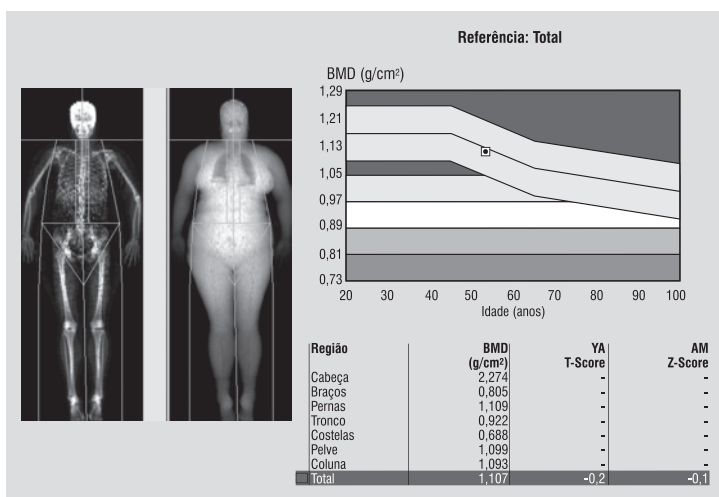 Referência: Total
BMD (g/cm²)
1,29
1,21
1,13
1,05
0,97
0,89
0,81
0,73
20 30 40 50 60 70 80 90 100
Idade (anos)
Região BMD (g/cm²) YA T-Score AM Z-Score
Cabeça 2,274 - -
Braços 0,805 - -
Pernas 1,109 - -
Tronco 0,922 - -
Costelas 0,688 - -
Pelve 1,099 - -
Coluna 1,093 - -
Total 1,107 -0,2 -0,1